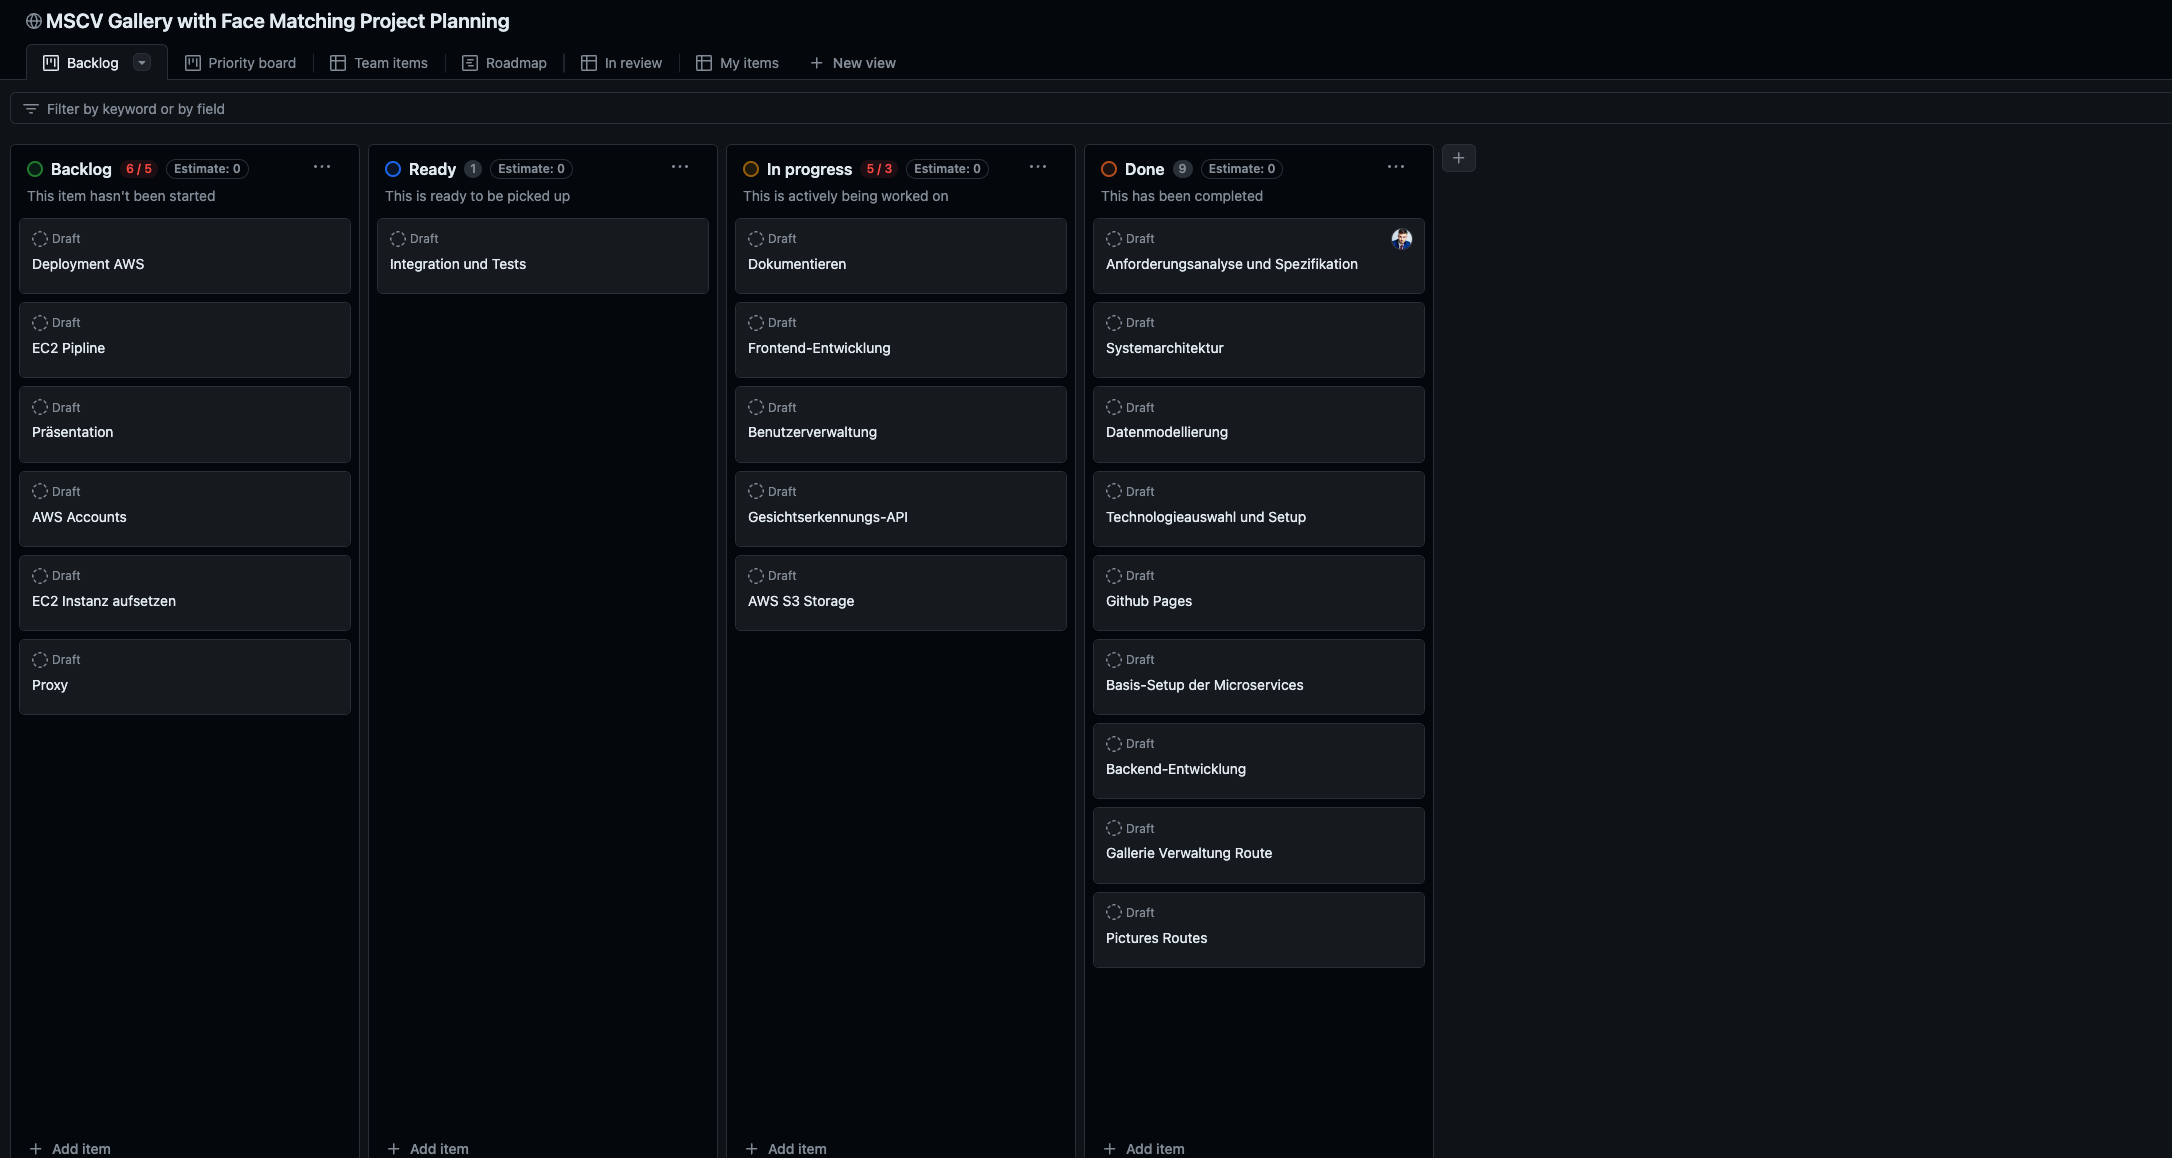 MSCV Gallery with Face Matching Project Planning
Backlog
Priority board
Team items
Roadmap
In review
My items
New view
Filter by keyword or by field
Backlog 6 / 5 Estimate: 0
This item hasn't been started
Draft
Deployment AWS
Draft
EC2 Pipline
Draft
Präsentation
Draft
AWS Accounts
Draft
EC2 Instanz aufsetzen
Draft
Proxy
Add item
Ready 1 Estimate: 0
This is ready to be picked up
Draft
Integration und Tests
Add item
In progress 5 / 3 Estimate: 0
This is actively being worked on
Draft
Dokumentieren
Draft
Frontend-Entwicklung
Draft
Benutzerverwaltung
Draft
Gesichtserkennungs-API
Draft
AWS S3 Storage
Add item
Done 9 Estimate: 0
This has been completed
Draft
Anforderungsanalyse und Spezifikation
Draft
Systemarchitektur
Draft
Datenmodellierung
Draft
Technologieauswahl und Setup
Draft
Github Pages
Draft
Basis-Setup der Microservices
Draft
Backend-Entwicklung
Draft
Gallerie Verwaltung Route
Draft
Pictures Routes
Add item